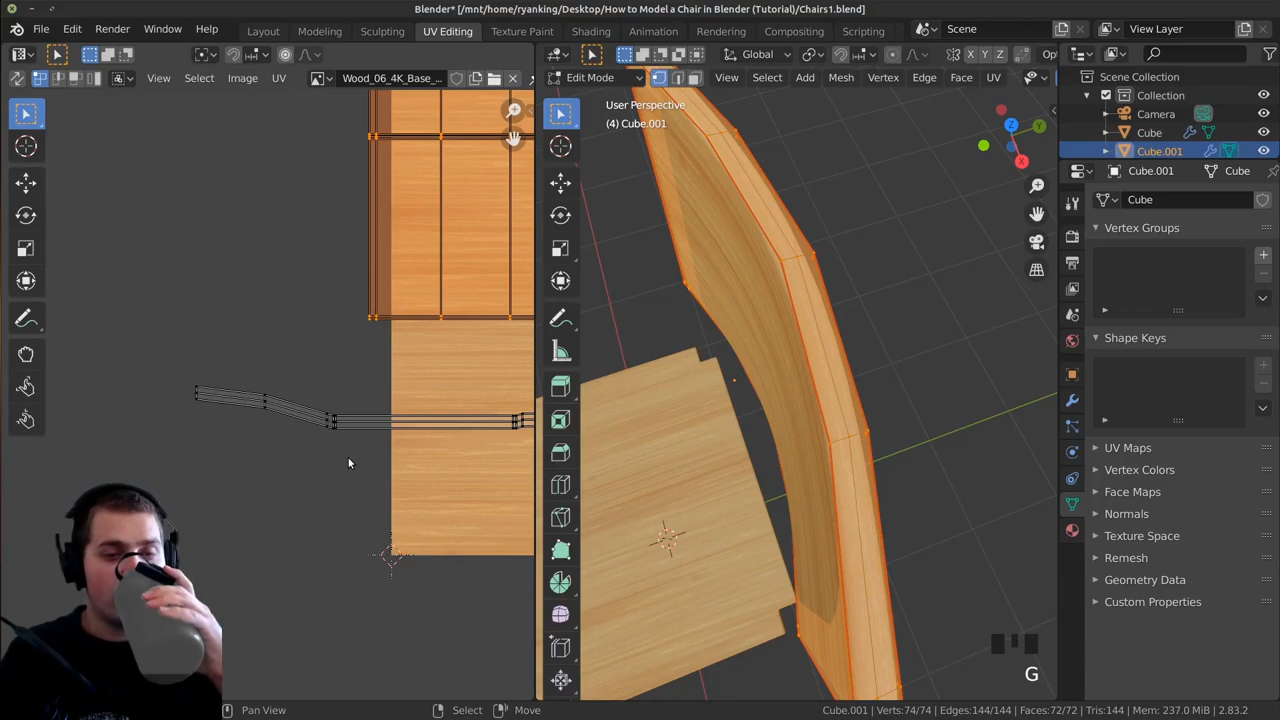 Blender* [/mnt/home/ryanking/Desktop/How to Model a Chair in Blender (Tutorial)/Chairs1.blend]
File Edit Render Window Help Layout Modeling Sculpting UV Editing Texture Paint Shading Animation Rendering Compositing Scripting Scene View Layer
Global X Y Z Op
View Select Image UV Wood_06_4K_Base_... Edit Mode View Select Add Mesh Vertex Edge Face UV
Scene Collection
Collection
Camera
Cube
Cube.001
User Perspective
(4) Cube.001
Z
Y
X
Cube.001 Cube
Cube
Vertex Groups
Shape Keys
UV Maps
Vertex Colors
Face Maps
Normals
Texture Space
Remesh
Geometry Data
Custom Properties
G
Pan View Select Move Cube.001 | Verts:74/74 | Edges:144/144 | Faces:72/72 | Tris:144 | Mem: 237.0 MiB | 2.83.2